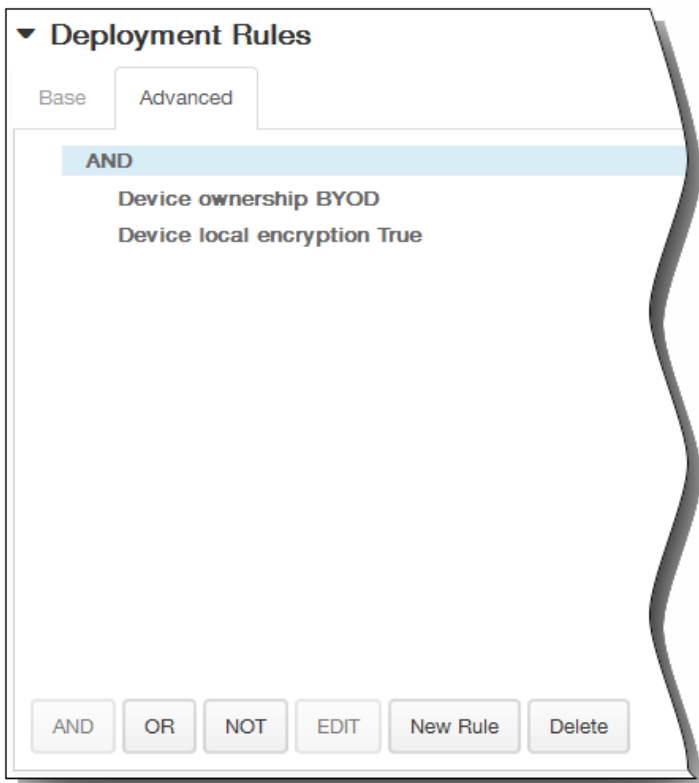 Deployment Rules
Base Advanced
AND
Device ownership BYOD
Device local encryption True
AND OR NOT EDIT New Rule Delete